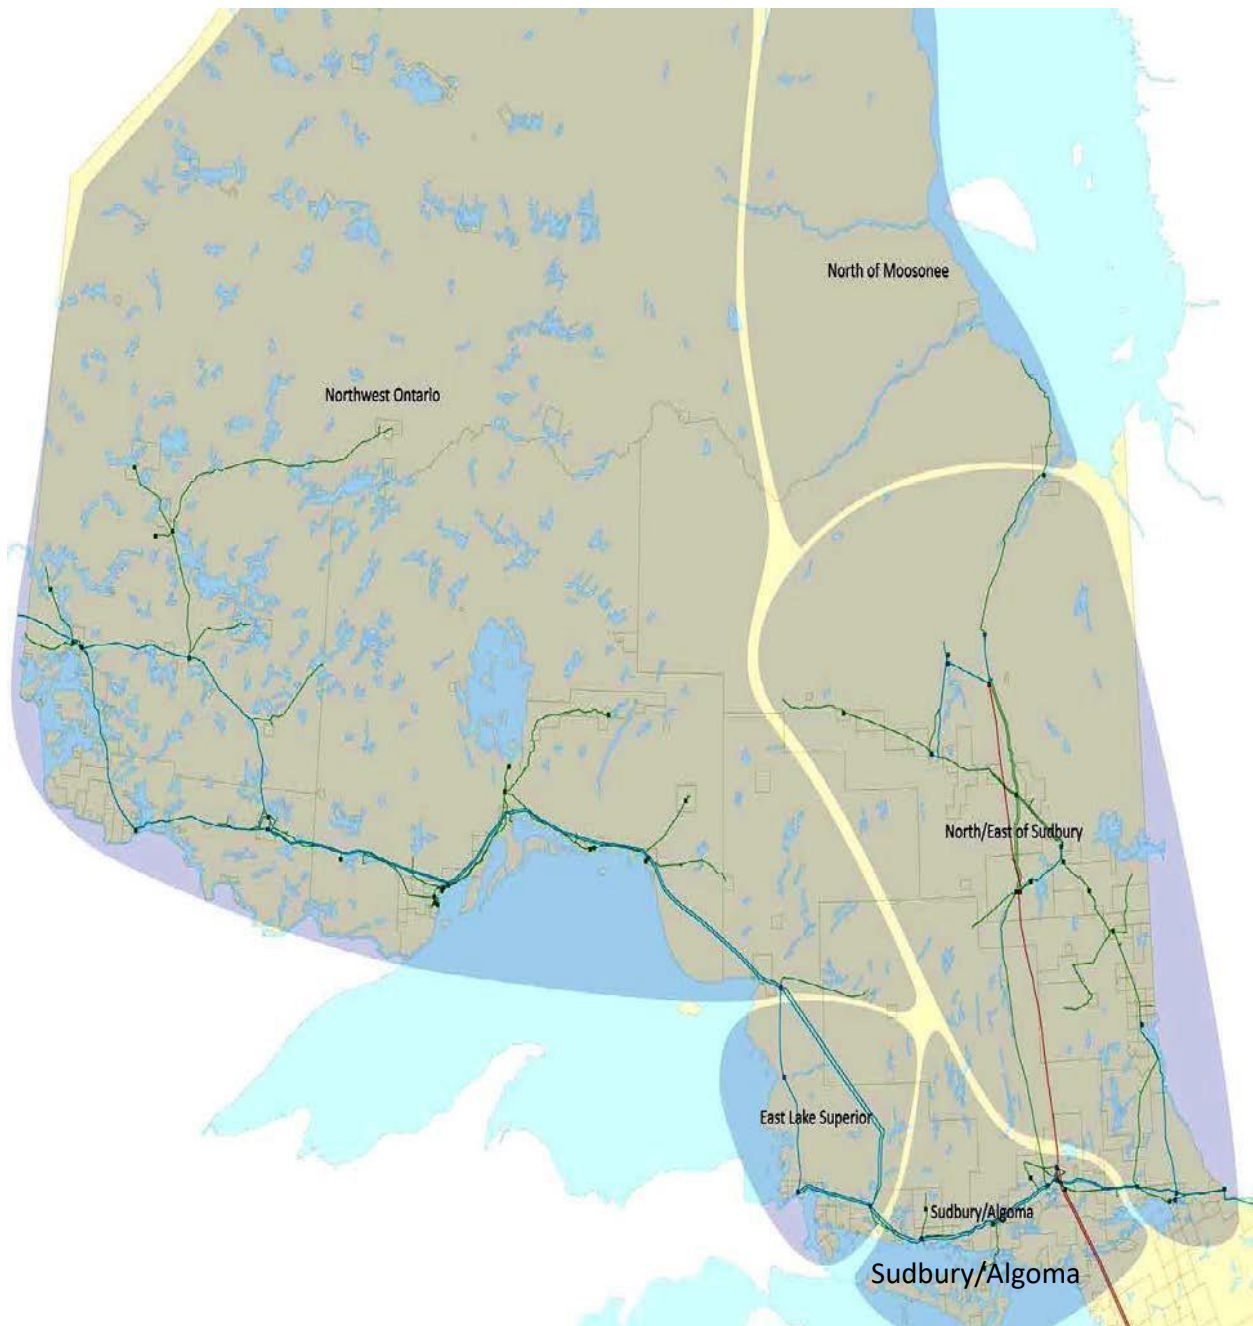 North of Moosonee
Northwest Ontario
North/East of Sudbury
East Lake Superior
Sudbury/Algoma
Sudbury/Algoma